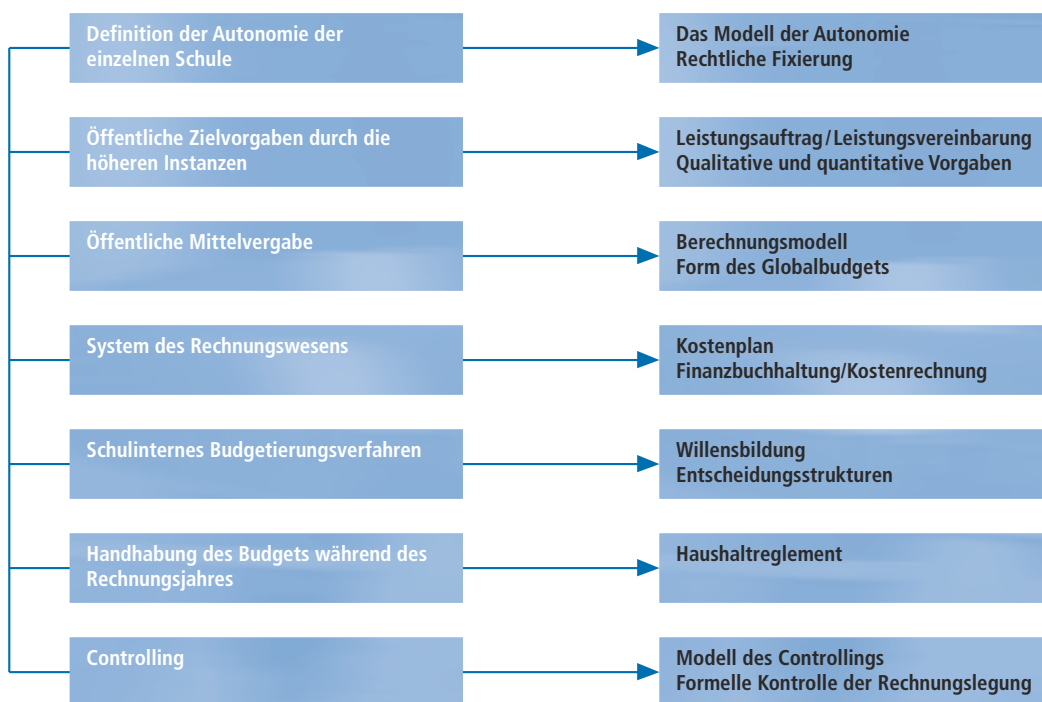 Definition der Autonomie der
einzelnen Schule
Das Modell der Autonomie
Rechtliche Fixierung
Öffentliche Zielvorgaben durch die
höheren Instanzen
Leistungsauftrag/Leistungsvereinbarung
Qualitative und quantitative Vorgaben
Öffentliche Mittelvergabe
Berechnungsmodell
Form des Globalbudgets
System des Rechnungswesens
Kostenplan
Finanzbuchhaltung/Kostenrechnung
Schulinternes Budgetierungsverfahren
Willensbildung
Entscheidungsstrukturen
Handhabung des Budgets während des
Rechnungsjahres
Haushaltreglement
Controlling
Modell des Controllings
Formelle Kontrolle der Rechnungslegung